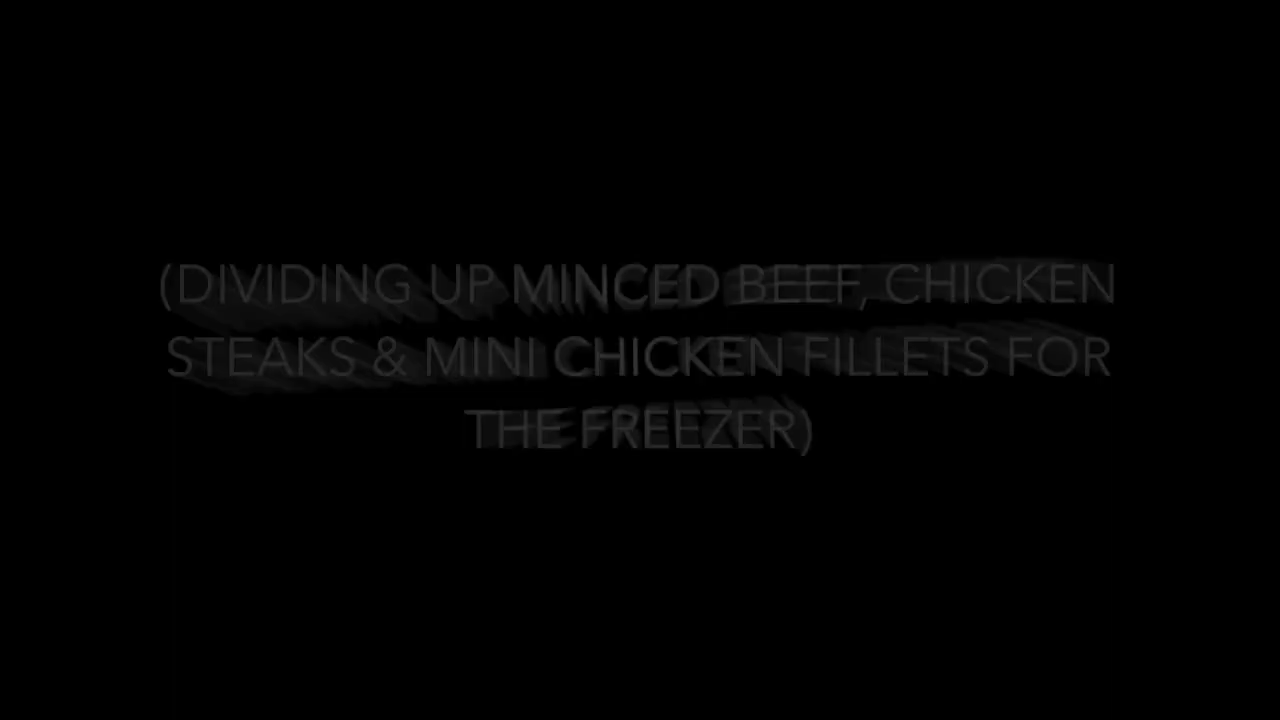 (DIVIDING UP MINCED BEEF, CHICKEN
STEAKS & MINI CHICKEN FILLETS FOR
THE FREEZER)